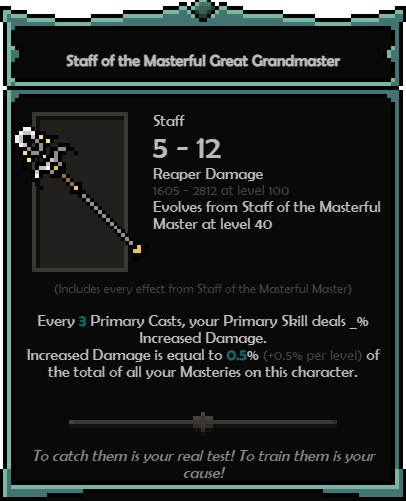 Staff of the Masterful Great Grandmaster
Staff
5 - 12
Reaper Damage
1605 - 2812 at level 100
Evolves from Staff of the Masterful
Master at level 40
(Includes every effect from Staff of the Masterful Master)
Every 3 Primary Casts, your Primary Skill deals _%
Increased Damage.
Increased Damage is equal to 0.5% (+0.5% per level) of
the total of all your Masteries on this character.
To catch them is your real test! To train them is your
cause!